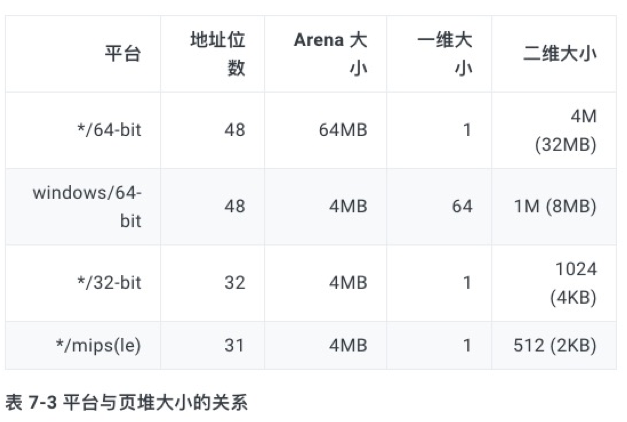 平台 地址位数 Arena 大小 一维大小 二维大小
*/64-bit 48 64MB 1 4M (32MB)
windows/64-bit 48 4MB 64 1M (8MB)
*/32-bit 32 4MB 1 1024 (4KB)
*/mips(le) 31 4MB 1 512 (2KB)
表 7-3 平台与页堆大小的关系